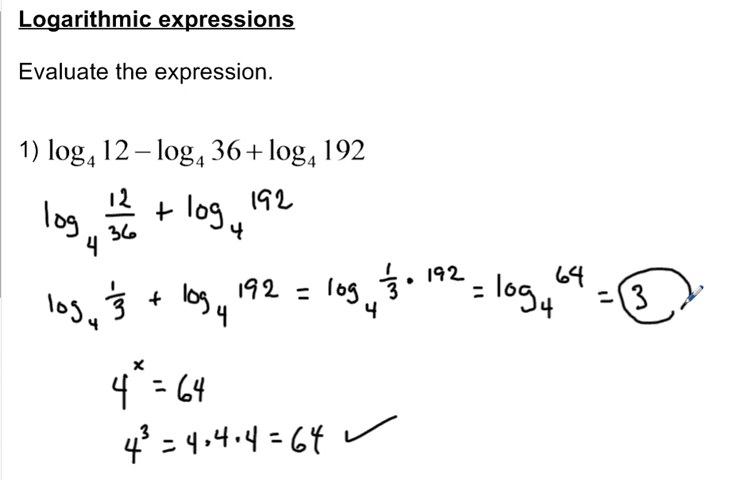 Logarithmic expressions
Evaluate the expression.
1) log₄ 12 − log₄ 36 + log₄ 192
log₄ 12/36 + log₄ 192
log₄ 1/3 + log₄ 192 = log₄ 1/3 · 192 = log₄ 64 = 3
4ˣ = 64
4³ = 4·4·4 = 64 ✓